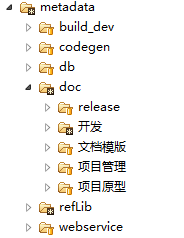 metadata
build_dev
codegen
db
doc
release
开发
文档模版
项目管理
项目原型
refLib
webservice